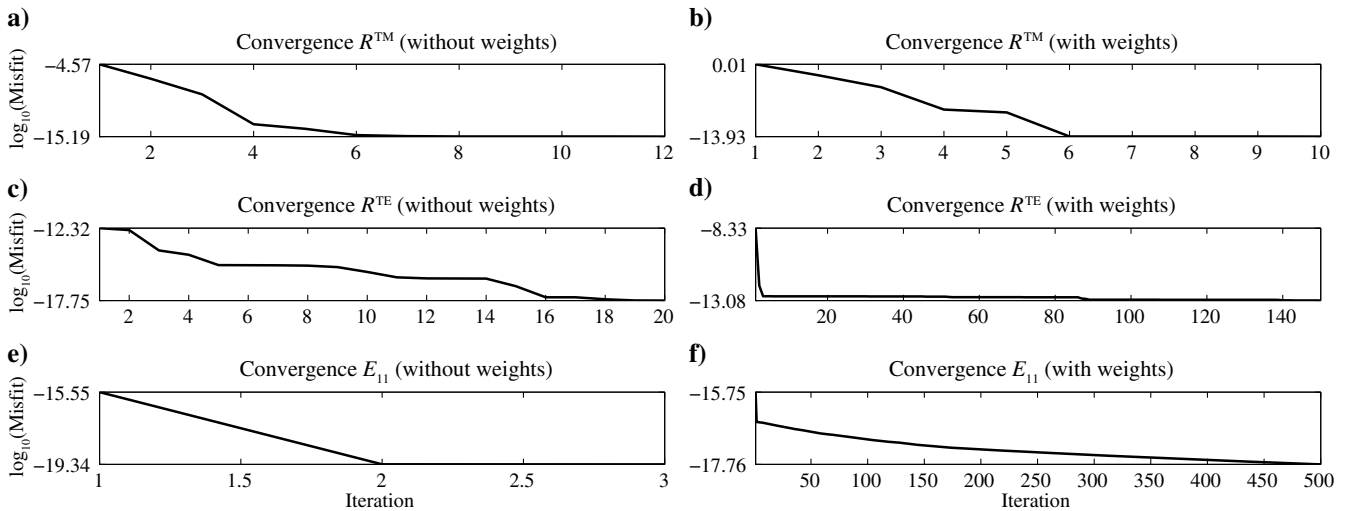 a)
Convergence R^TM (without weights)
log₁₀(Misfit)
−4.57
−15.19
2 4 6 8 10 12
b)
Convergence R^TM (with weights)
0.01
−13.93
1 2 3 4 5 6 7 8 9 10
c)
Convergence R^TE (without weights)
log₁₀(Misfit)
−12.32
−17.75
2 4 6 8 10 12 14 16 18 20
d)
Convergence R^TE (with weights)
−8.33
−13.08
20 40 60 80 100 120 140
e)
Convergence E₁₁ (without weights)
log₁₀(Misfit)
−15.55
−19.34
1 1.5 2 2.5 3
Iteration
f)
Convergence E₁₁ (with weights)
−15.75
−17.76
50 100 150 200 250 300 350 400 450 500
Iteration